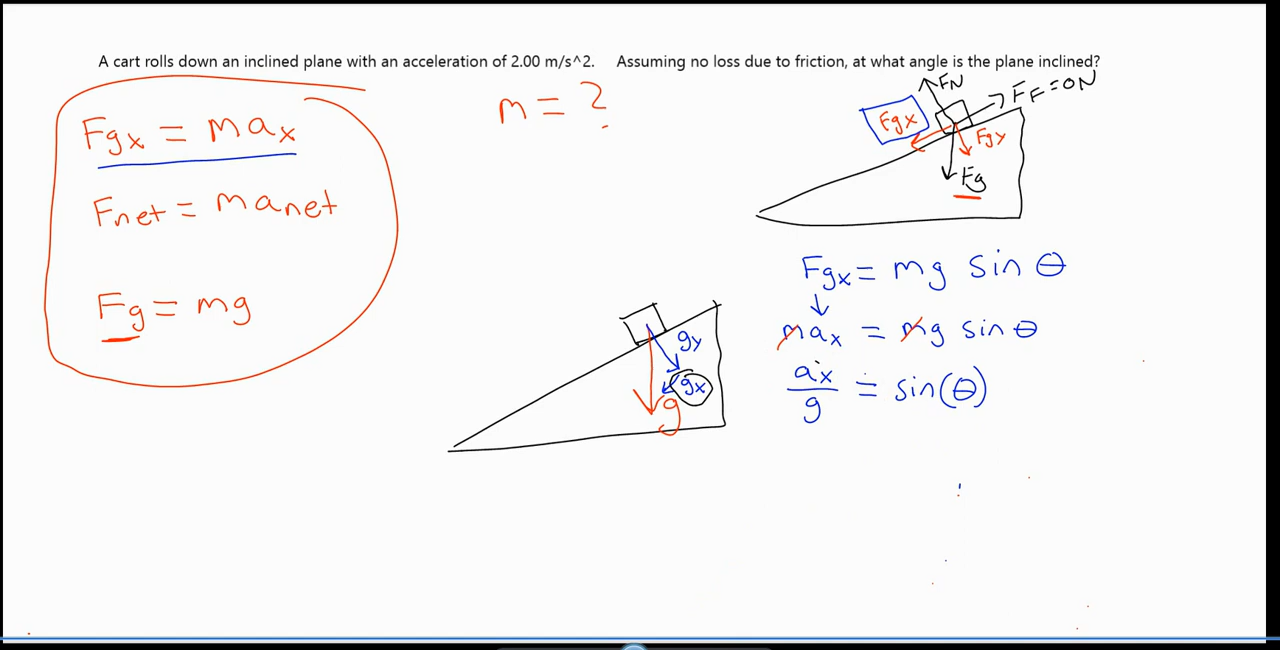 A cart rolls down an inclined plane with an acceleration of 2.00 m/s^2. Assuming no loss due to friction, at what angle is the plane inclined?
Fgx = max
Fnet = manet
Fg = mg
m = ?
FN
FF=0N
Fgx
Fgy
Fg
gy
gx
g
Fgx = mg sin θ
max = mg sin θ
ax/g = sin(θ)